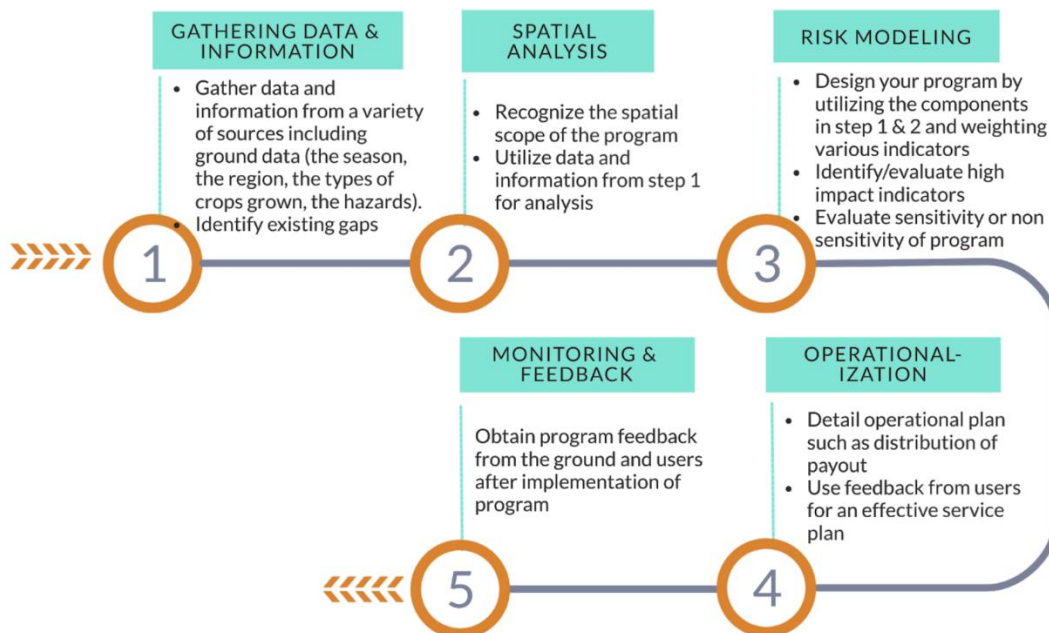 GATHERING DATA &
INFORMATION
• Gather data and
information from a variety
of sources including
ground data (the season,
the region, the types of
crops grown, the hazards).
• Identify existing gaps
1
SPATIAL
ANALYSIS
• Recognize the spatial
scope of the program
• Utilize data and
information from step 1
for analysis
2
RISK MODELING
• Design your program by
utilizing the components
in step 1 & 2 and weighting
various indicators
• Identify/evaluate high
impact indicators
• Evaluate sensitivity or non
sensitivity of program
3
OPERATIONAL-
IZATION
• Detail operational plan
such as distribution of
payout
• Use feedback from users
for an effective service
plan
4
MONITORING &
FEEDBACK
Obtain program feedback
from the ground and users
after implementation of
program
5